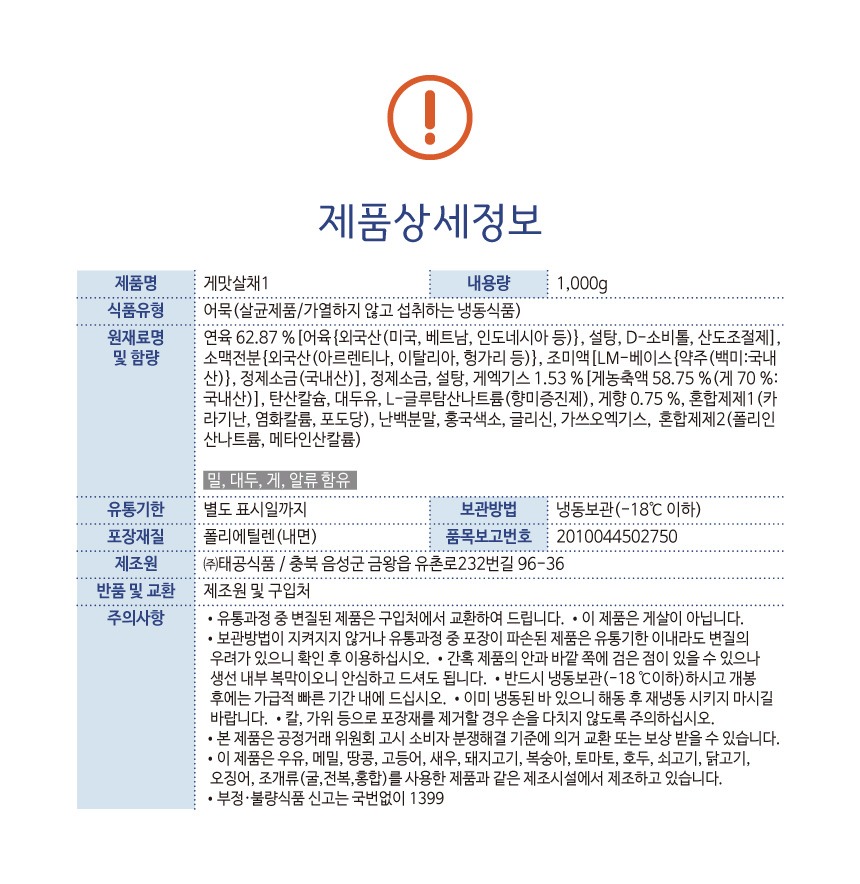 제품상세정보
제품명 게맛살채1 내용량 1,000g
식품유형 어묵(살균제품/가열하지 않고 섭취하는 냉동식품)
원재료명 연육 62.87 % [어육{외국산(미국, 베트남, 인도네시아 등)}, 설탕, D-소비톨, 산도조절제],
및 함량 소맥전분{외국산(아르렌티나, 이탈리아, 헝가리 등)}, 조미액[LM-베이스{약주(백미:국내
산)}, 정제소금(국내산)], 정제소금, 설탕, 게엑기스 1.53 % [게농축액 58.75 % (게 70 %:
국내산)], 탄산칼슘, 대두유, L-글루탐산나트륨(향미증진제), 게향 0.75 %, 혼합제제1(카
라기난, 염화칼륨, 포도당), 난백분말, 홍국색소, 글리신, 가쓰오엑기스, 혼합제제2(폴리인
산나트륨, 메타인산칼륨)
밀, 대두, 게, 알류 함유
유통기한 별도 표시일까지 보관방법 냉동보관(-18℃ 이하)
포장재질 폴리에틸렌(내면) 품목보고번호 2010044502750
제조원 ㈜태공식품 / 충북 음성군 금왕읍 유촌로232번길 96-36
반품 및 교환 제조원 및 구입처
주의사항 • 유통과정 중 변질된 제품은 구입처에서 교환하여 드립니다. • 이 제품은 게살이 아닙니다.
• 보관방법이 지켜지지 않거나 유통과정 중 포장이 파손된 제품은 유통기한 이내라도 변질의
우려가 있으니 확인 후 이용하십시오. • 간혹 제품의 안과 바깥 쪽에 검은 점이 있을 수 있으나
생선 내부 복막이오니 안심하고 드셔도 됩니다. • 반드시 냉동보관(-18 ℃이하)하시고 개봉
후에는 가급적 빠른 기간 내에 드십시오. • 이미 냉동된 바 있으니 해동 후 재냉동 시키지 마시길
바랍니다. • 칼, 가위 등으로 포장재를 제거할 경우 손을 다치지 않도록 주의하십시오.
• 본 제품은 공정거래 위원회 고시 소비자 분쟁해결 기준에 의거 교환 또는 보상 받을 수 있습니다.
• 이 제품은 우유, 메밀, 땅콩, 고등어, 새우, 돼지고기, 복숭아, 토마토, 호두, 쇠고기, 닭고기,
오징어, 조개류(굴,전복,홍합)를 사용한 제품과 같은 제조시설에서 제조하고 있습니다.
• 부정·불량식품 신고는 국번없이 1399